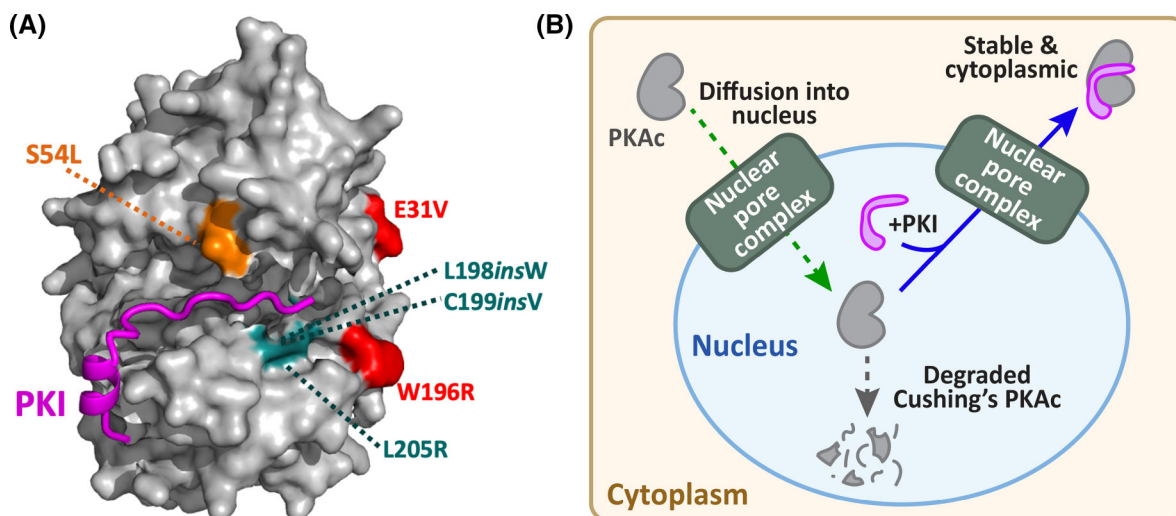 (A)
S54L
E31V
L198insW
C199insV
PKI
W196R
L205R
(B)
PKAc
Diffusion into
nucleus
Stable &
cytoplasmic
Nuclear
pore
complex
Nuclear
pore
complex
+PKI
Nucleus
Degraded
Cushing's PKAc
Cytoplasm